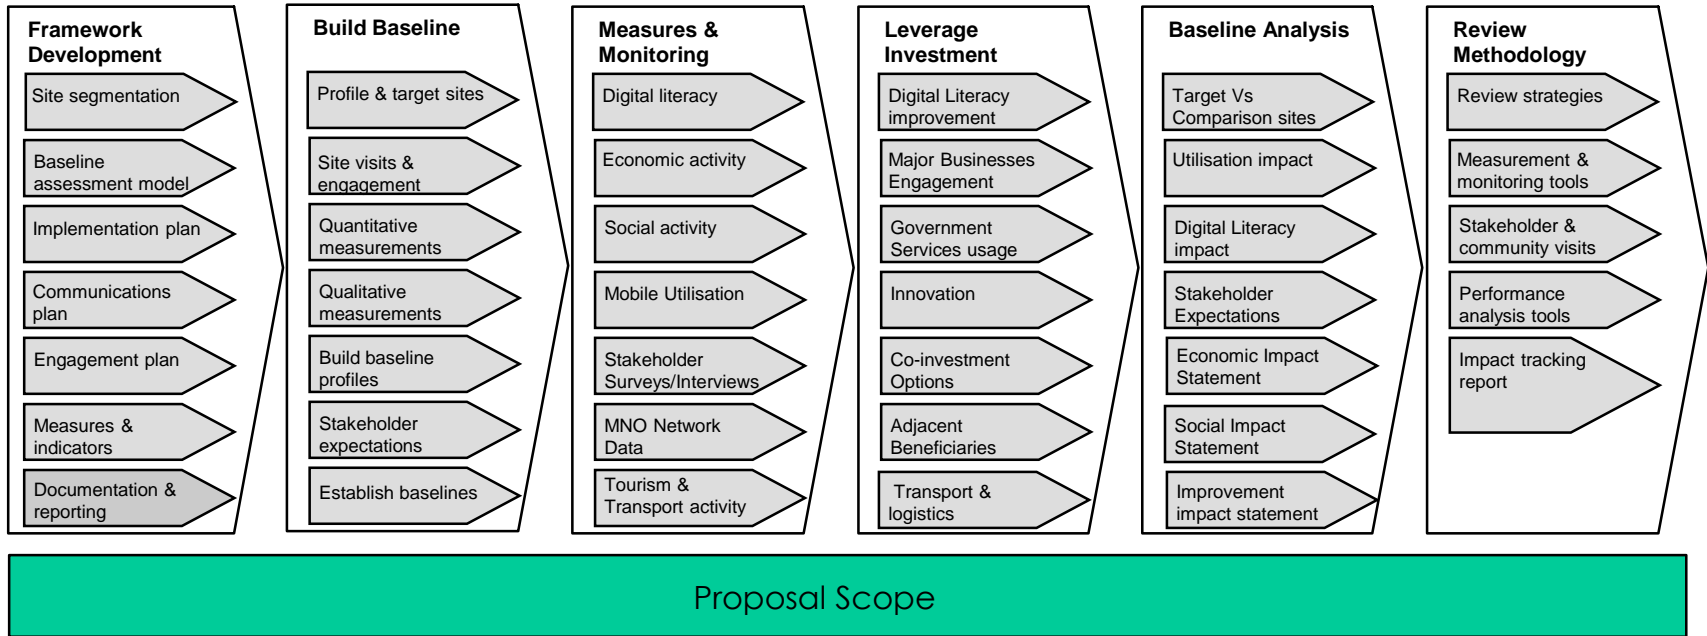 Framework
Development
Site segmentation
Baseline
assessment model
Implementation plan
Communications
plan
Engagement plan
Measures &
indicators
Documentation &
reporting
Build Baseline
Profile & target sites
Site visits &
engagement
Quantitative
measurements
Qualitative
measurements
Build baseline
profiles
Stakeholder
expectations
Establish baselines
Measures &
Monitoring
Digital literacy
Economic activity
Social activity
Mobile Utilisation
Stakeholder
Surveys/Interviews
MNO Network
Data
Tourism &
Transport activity
Leverage
Investment
Digital Literacy
improvement
Major Businesses
Engagement
Government
Services usage
Innovation
Co-investment
Options
Adjacent
Beneficiaries
Transport &
logistics
Baseline Analysis
Target Vs
Comparison sites
Utilisation impact
Digital Literacy
impact
Stakeholder
Expectations
Economic Impact
Statement
Social Impact
Statement
Improvement
impact statement
Review
Methodology
Review strategies
Measurement &
monitoring tools
Stakeholder &
community visits
Performance
analysis tools
Impact tracking
report
Proposal Scope